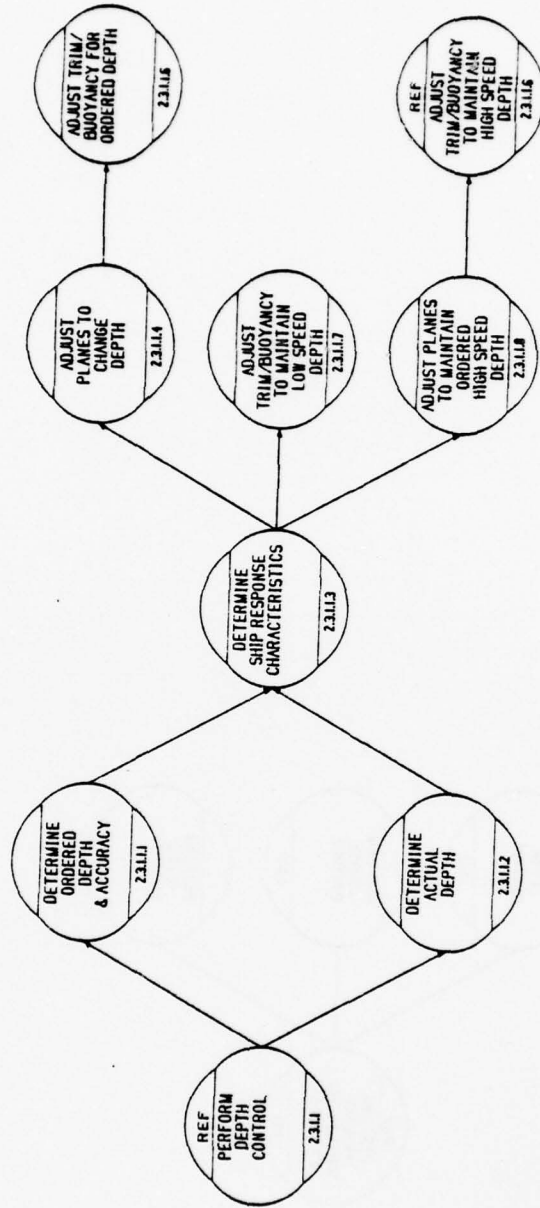 REF
PERFORM
DEPTH
CONTROL
2.3.1.1
DETERMINE
ORDERED
DEPTH
& ACCURACY
2.3.1.1.1
DETERMINE
ACTUAL
DEPTH
2.3.1.1.2
DETERMINE
SHIP RESPONSE
CHARACTERISTICS
2.3.1.1.3
ADJUST
PLANES TO
CHANGE
DEPTH
2.3.1.1.4
ADJUST
TRIM/BUOYANCY
TO MAINTAIN
LOW SPEED
DEPTH
2.3.1.1.7
ADJUST PLANES
TO MAINTAIN
ORDERED
HIGH SPEED
DEPTH
2.3.1.1.8
ADJUST TRIM/
BUOYANCY FOR
ORDERED DEPTH
2.3.1.1.6
REF
ADJUST
TRIM/BUOYANCY
TO MAINTAIN
HIGH SPEED
DEPTH
2.3.1.1.6